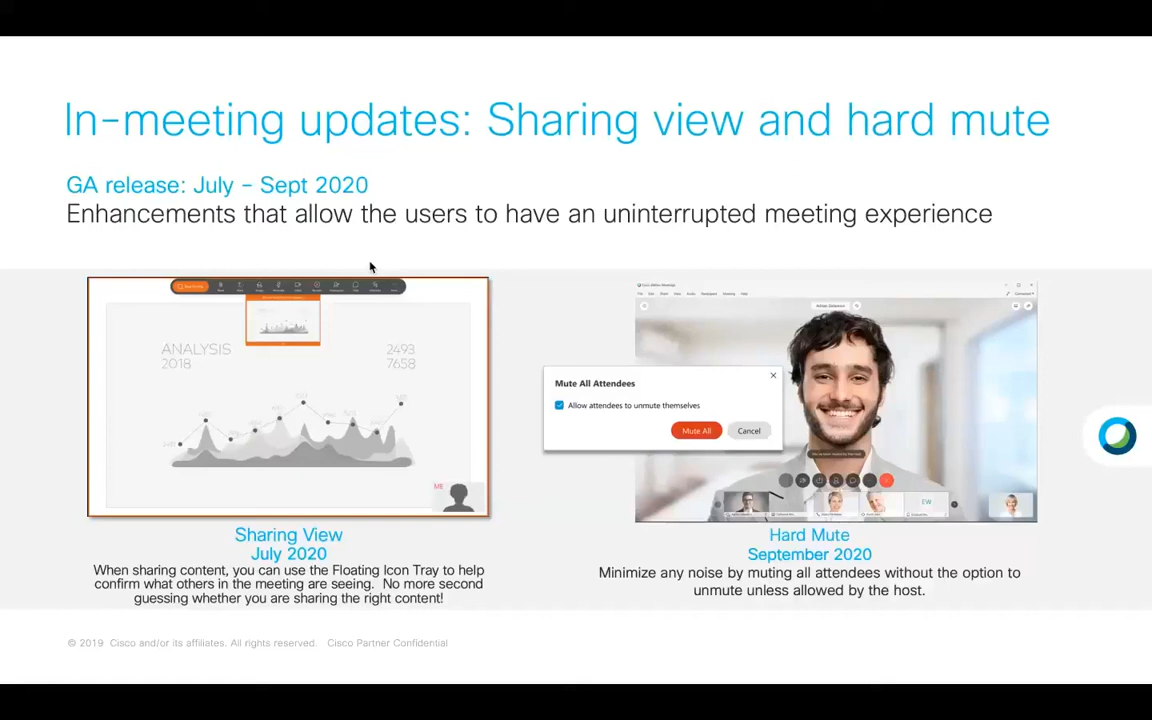 In-meeting updates: Sharing view and hard mute
GA release: July - Sept 2020
Enhancements that allow the users to have an uninterrupted meeting experience
ANALYSIS
2018
2493
7658
ME
Sharing View
July 2020
When sharing content, you can use the Floating Icon Tray to help
confirm what others in the meeting are seeing. No more second
guessing whether you are sharing the right content!
Mute All Attendees
Allow attendees to unmute themselves
Mute All
Cancel
EW
Hard Mute
September 2020
Minimize any noise by muting all attendees without the option to
unmute unless allowed by the host.
© 2019 Cisco and/or its affiliates. All rights reserved. Cisco Partner Confidential